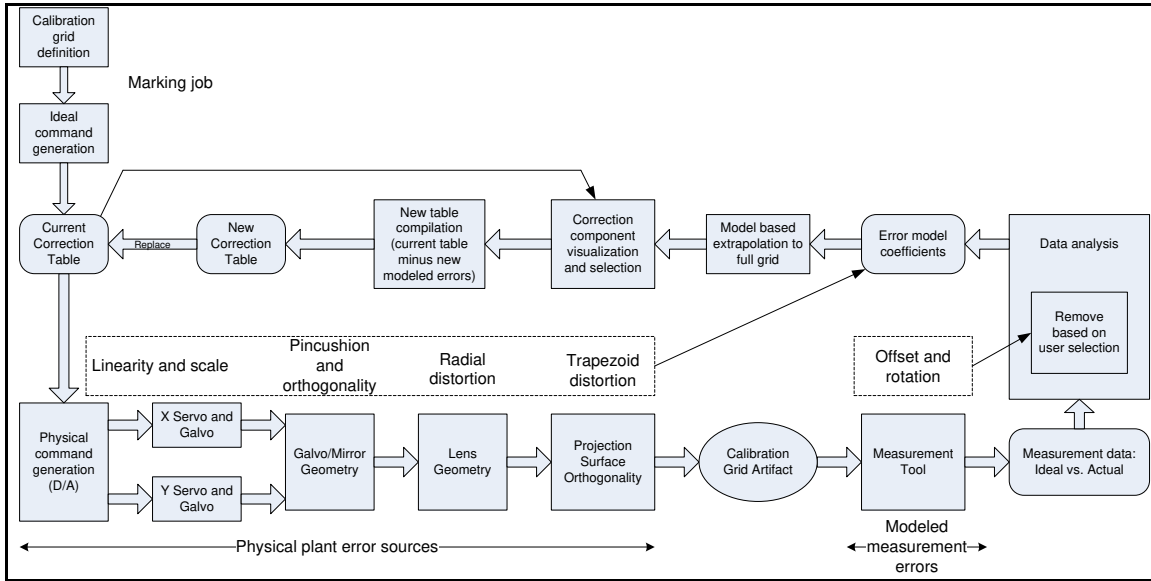 Calibration
grid
definition
Marking job
Ideal
command
generation
Current
Correction
Table
Replace
New
Correction
Table
New table
compilation
(current table
minus new
modeled errors)
Correction
component
visualization
and selection
Model based
extrapolation to
full grid
Error model
coefficients
Data analysis
Remove
based on
user selection
Linearity and scale
Pincushion
and
orthogonality
Radial
distortion
Trapezoid
distortion
Offset and
rotation
Physical
command
generation
(D/A)
X Servo and
Galvo
Y Servo and
Galvo
Galvo/Mirror
Geometry
Lens
Geometry
Projection
Surface
Orthogonality
Calibration
Grid Artifact
Measurement
Tool
Measurement data:
Ideal vs. Actual
Physical plant error sources
Modeled
measurement
errors